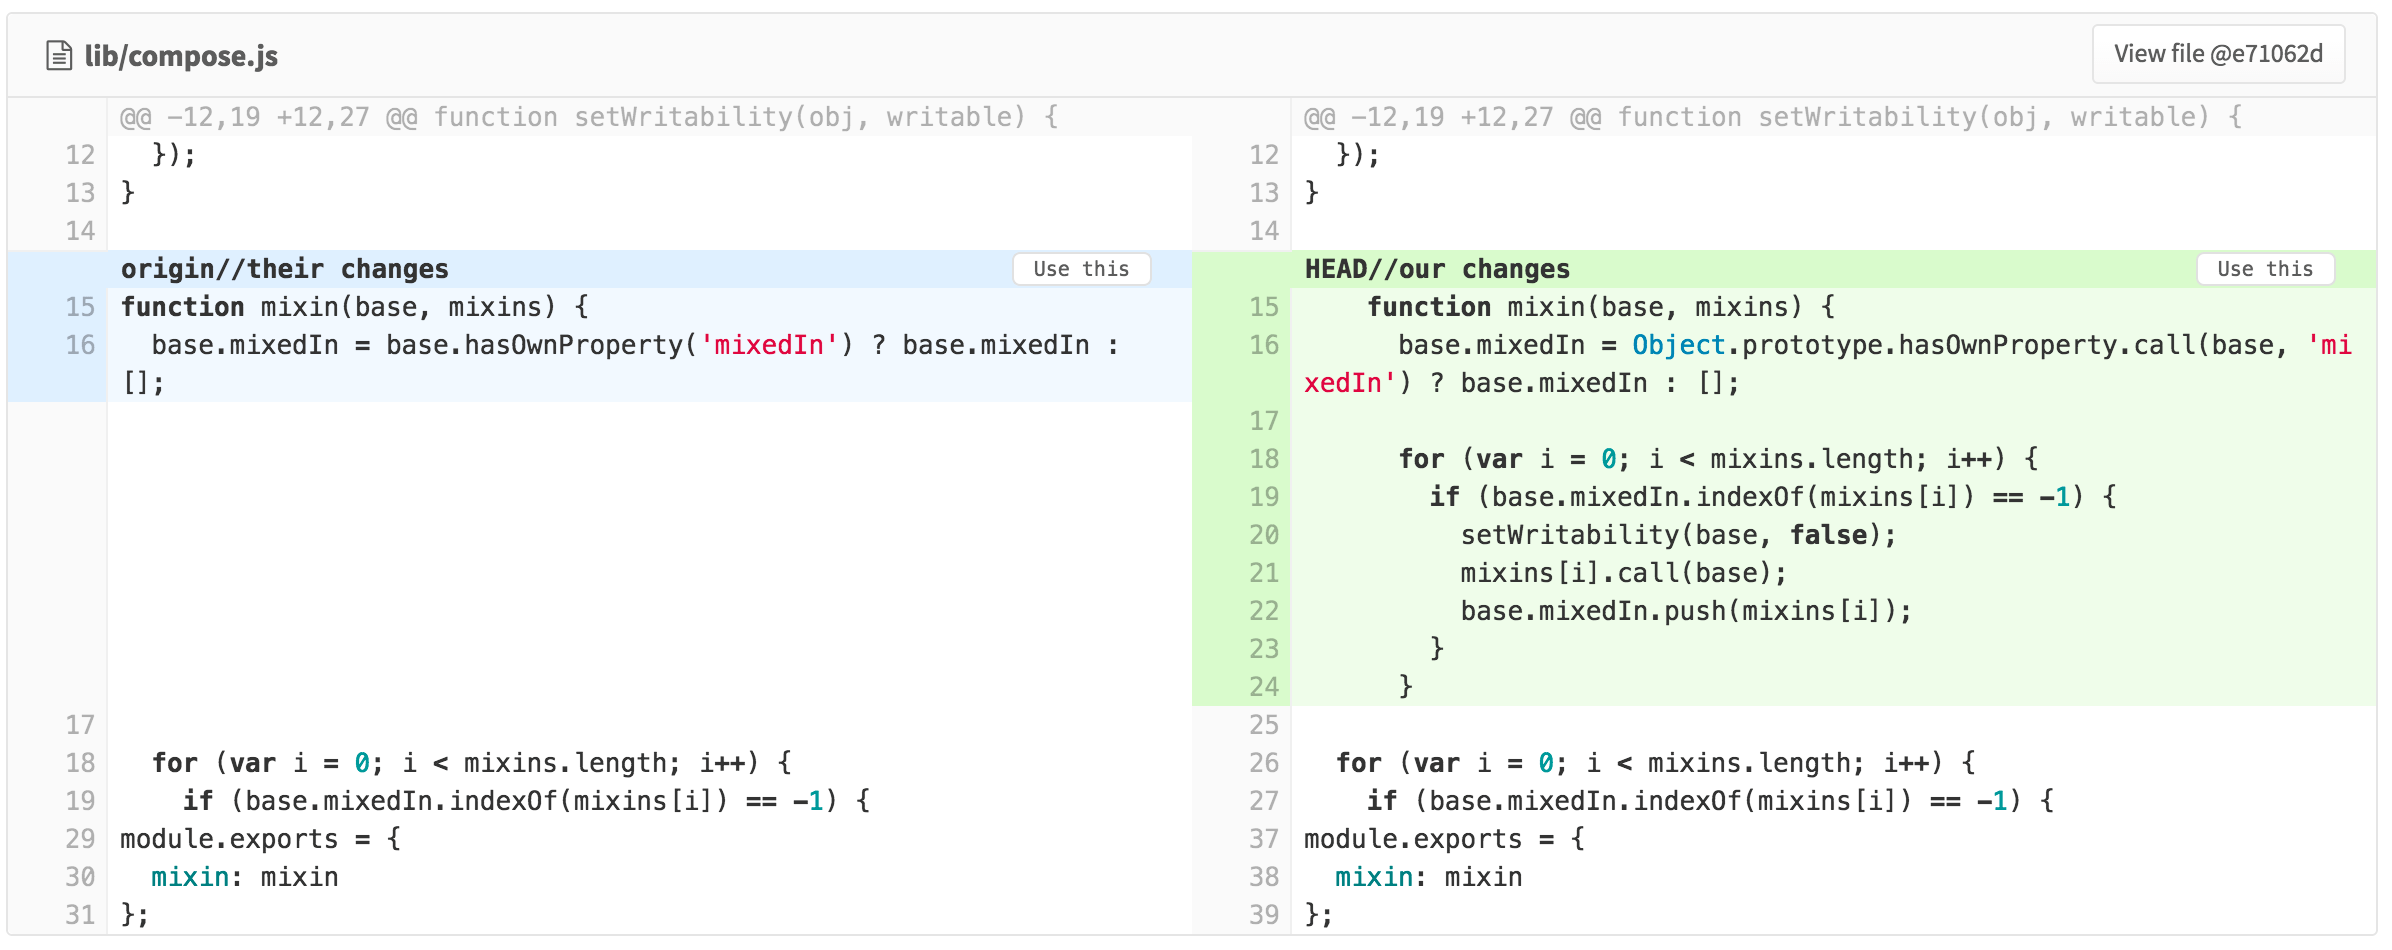 lib/compose.js
View file @e71062d
@@ -12,19 +12,27 @@ function setWritability(obj, writable) {
12   });
13 }
14
origin//their changes
Use this
15 function mixin(base, mixins) {
16   base.mixedIn = base.hasOwnProperty('mixedIn') ? base.mixedIn :
[];
17
18   for (var i = 0; i < mixins.length; i++) {
19     if (base.mixedIn.indexOf(mixins[i]) == -1) {
29 module.exports = {
30   mixin: mixin
31 };
@@ -12,19 +12,27 @@ function setWritability(obj, writable) {
12   });
13 }
14
HEAD//our changes
Use this
15     function mixin(base, mixins) {
16       base.mixedIn = Object.prototype.hasOwnProperty.call(base, 'mi
xedIn') ? base.mixedIn : [];
17
18       for (var i = 0; i < mixins.length; i++) {
19         if (base.mixedIn.indexOf(mixins[i]) == -1) {
20           setWritability(base, false);
21           mixins[i].call(base);
22           base.mixedIn.push(mixins[i]);
23         }
24       }
25
26   for (var i = 0; i < mixins.length; i++) {
27     if (base.mixedIn.indexOf(mixins[i]) == -1) {
37 module.exports = {
38   mixin: mixin
39 };